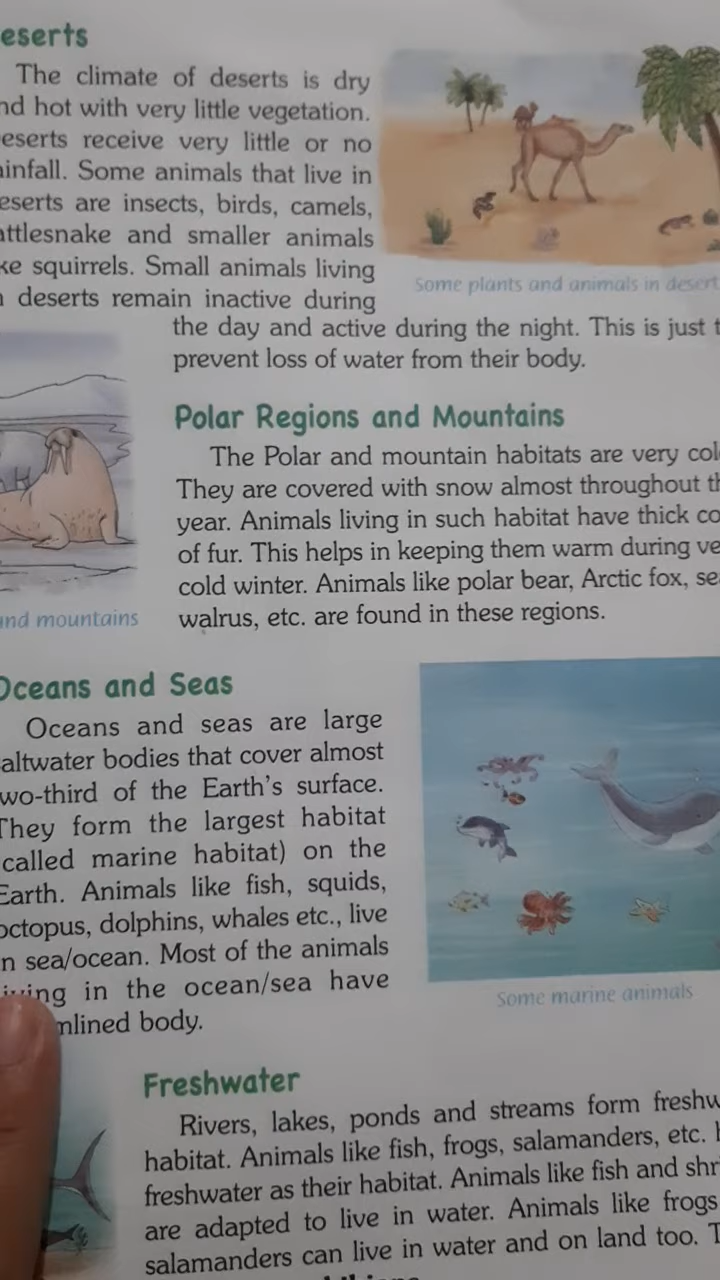 eserts
The climate of deserts is dry
nd hot with very little vegetation.
eserts receive very little or no
ainfall. Some animals that live in
eserts are insects, birds, camels,
attlesnake and smaller animals
ke squirrels. Small animals living
n deserts remain inactive during
Some plants and animals in desert
the day and active during the night. This is just t
prevent loss of water from their body.
Polar Regions and Mountains
The Polar and mountain habitats are very col
They are covered with snow almost throughout th
year. Animals living in such habitat have thick co
of fur. This helps in keeping them warm during ve
cold winter. Animals like polar bear, Arctic fox, se
walrus, etc. are found in these regions.
and mountains
Oceans and Seas
Oceans and seas are large
saltwater bodies that cover almost
two-third of the Earth's surface.
They form the largest habitat
called marine habitat) on the
Earth. Animals like fish, squids,
octopus, dolphins, whales etc., live
n sea/ocean. Most of the animals
living in the ocean/sea have
mlined body.
Some marine animals
Freshwater
Rivers, lakes, ponds and streams form freshw
habitat. Animals like fish, frogs, salamanders, etc.
freshwater as their habitat. Animals like fish and shr
are adapted to live in water. Animals like frogs
salamanders can live in water and on land too. T